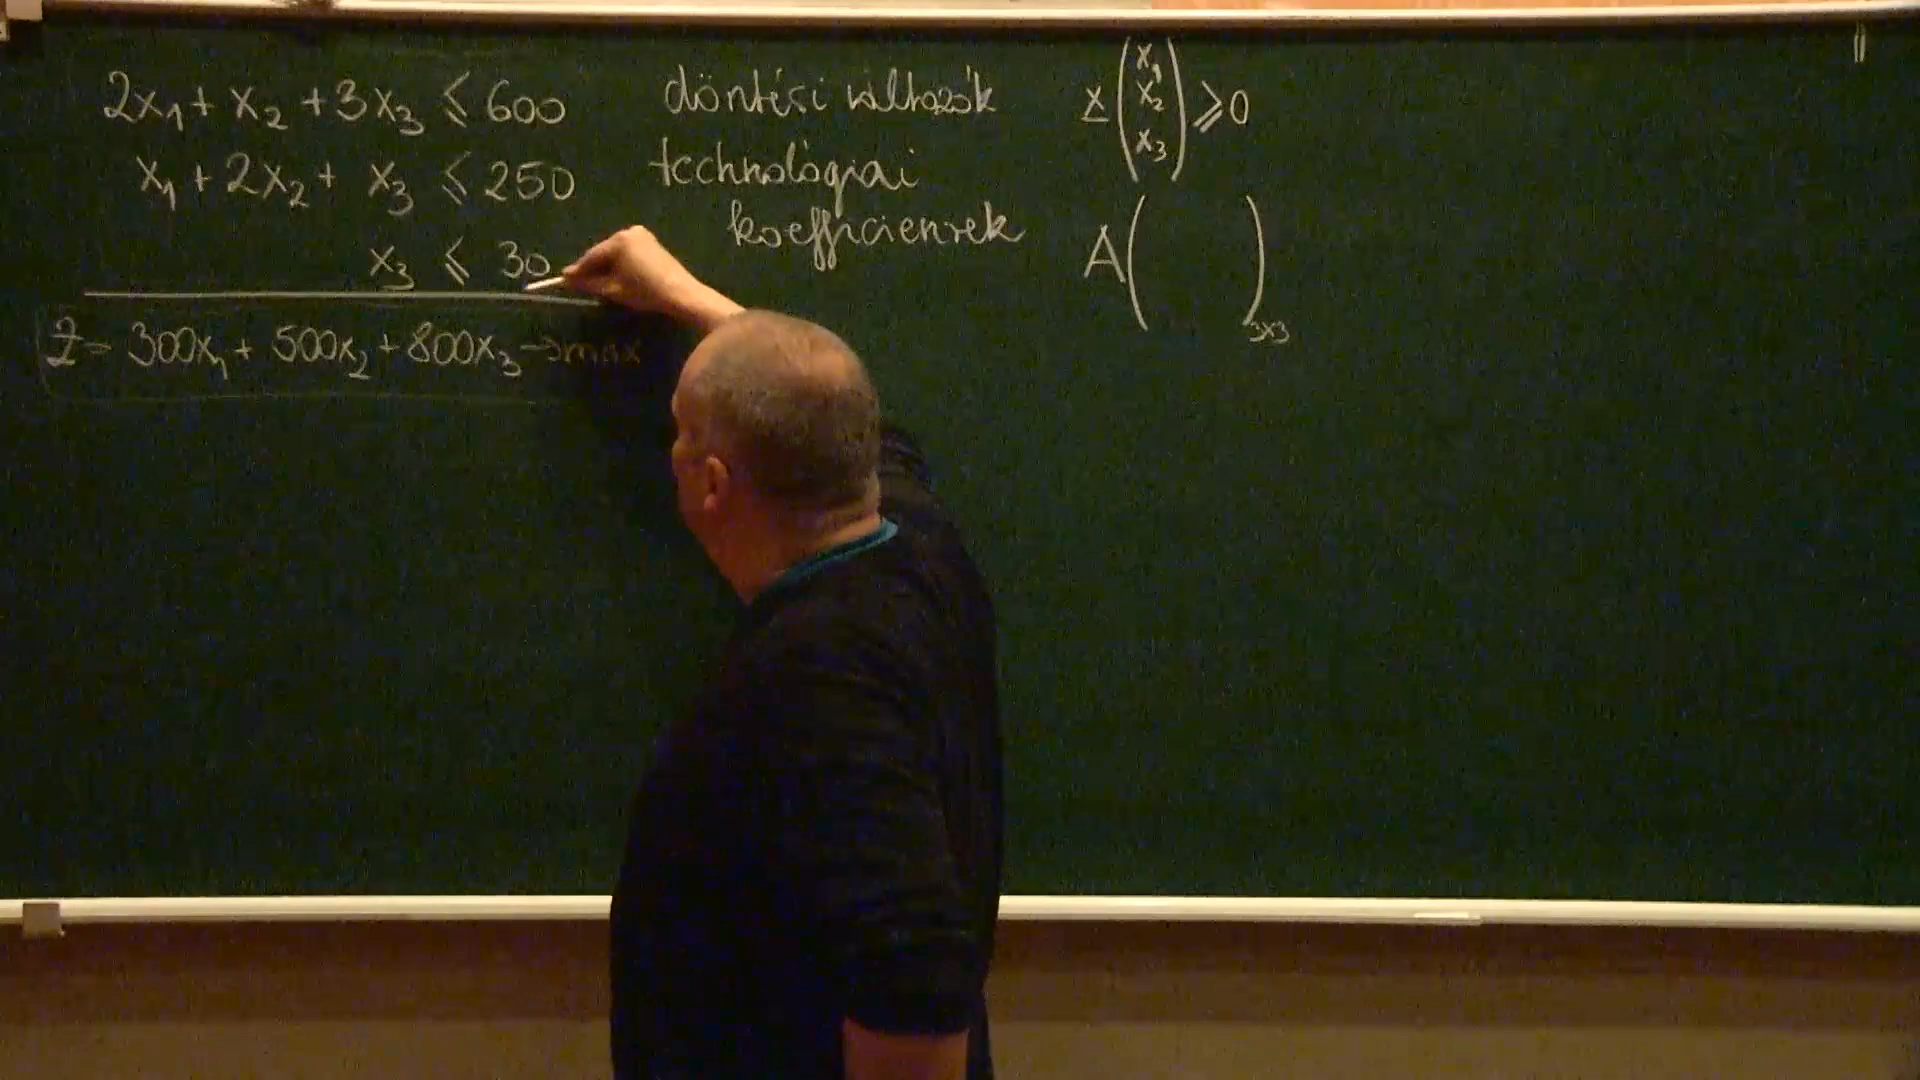 2x₁ + x₂ + 3x₃ ≤ 600
x₁ + 2x₂ + x₃ ≤ 250
x₃ ≤ 30
Z = 300x₁ + 500x₂ + 800x₃ → max
döntési változók
technológiai
koefficiensek
x (x₁ x₂ x₃) ≥ 0
A ( )₃ₓ₃